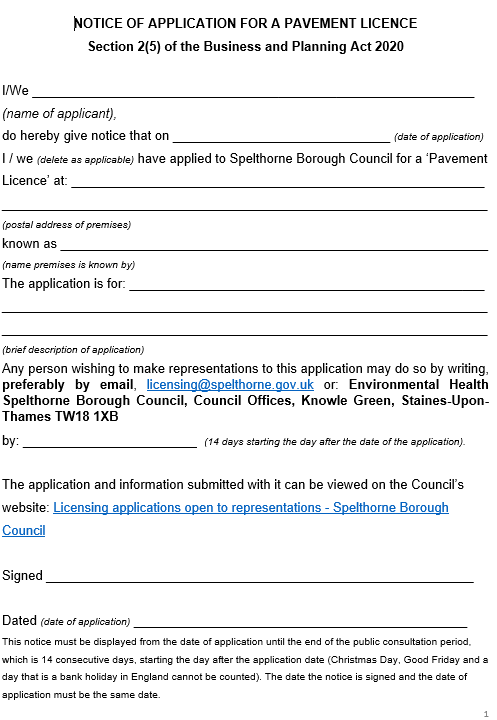 NOTICE OF APPLICATION FOR A PAVEMENT LICENCE
Section 2(5) of the Business and Planning Act 2020
I/We ___________________________________________________________
(name of applicant),
do hereby give notice that on _____________________________ (date of application)
I / we (delete as applicable) have applied to Spelthorne Borough Council for a ‘Pavement
Licence’ at: _______________________________________________________
_________________________________________________________________
(postal address of premises)
known as _________________________________________________________
(name premises is known by)
The application is for: _______________________________________________
_________________________________________________________________
_________________________________________________________________
(brief description of application)
Any person wishing to make representations to this application may do so by writing,
preferably by email, licensing@spelthorne.gov.uk or: Environmental Health
Spelthorne Borough Council, Council Offices, Knowle Green, Staines-Upon-
Thames TW18 1XB
by: _______________________ (14 days starting the day after the date of the application).
The application and information submitted with it can be viewed on the Council’s
website: Licensing applications open to representations - Spelthorne Borough
Council
Signed _________________________________________________________
Dated (date of application) ____________________________________________
This notice must be displayed from the date of application until the end of the public consultation period,
which is 14 consecutive days, starting the day after the application date (Christmas Day, Good Friday and a
day that is a bank holiday in England cannot be counted). The date the notice is signed and the date of
application must be the same date.
1